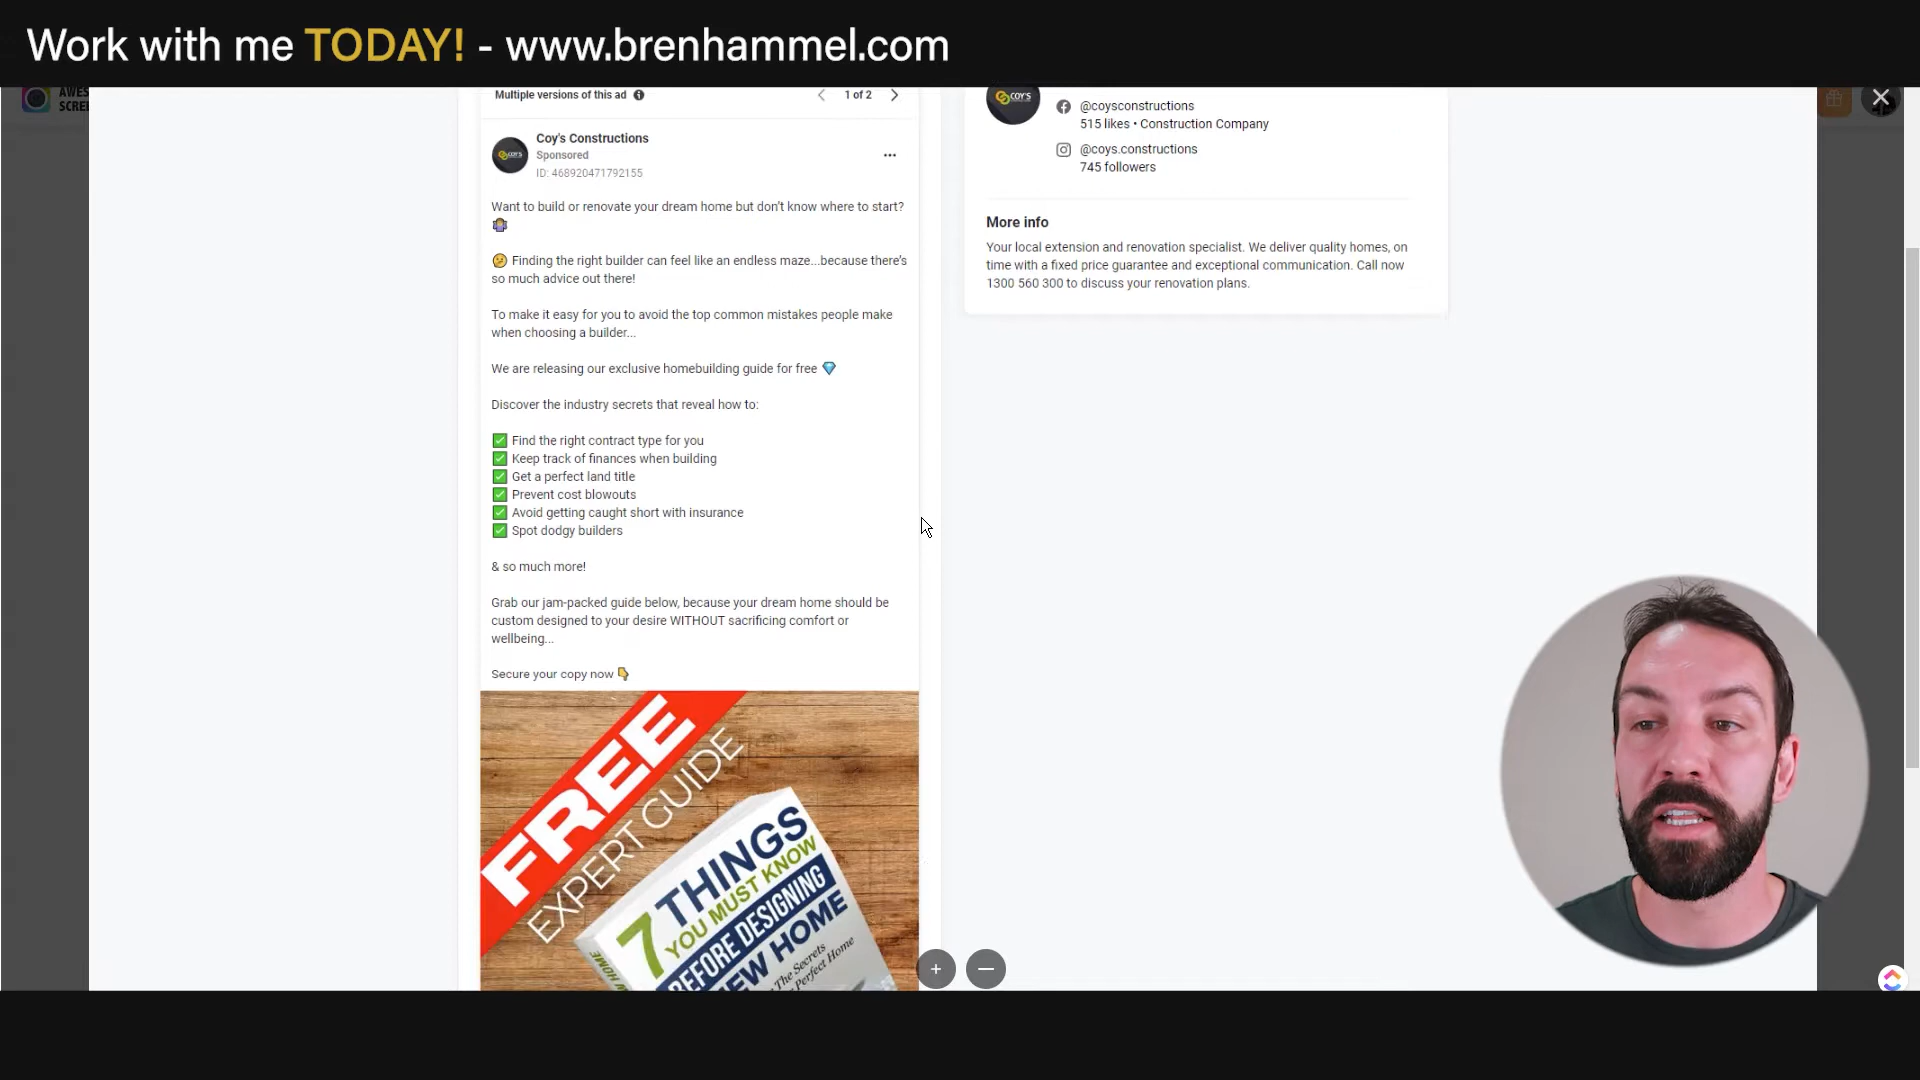 Work with me TODAY! - www.brenhammel.com
AWES
SCREE
Multiple versions of this ad
1 of 2
Coy's Constructions
Sponsored
ID: 468920471792155
Want to build or renovate your dream home but don't know where to start?
🤷🏽‍♀️
🫤 Finding the right builder can feel like an endless maze...because there's
so much advice out there!
To make it easy for you to avoid the top common mistakes people make
when choosing a builder...
We are releasing our exclusive homebuilding guide for free 💎
Discover the industry secrets that reveal how to:
✅ Find the right contract type for you
✅ Keep track of finances when building
✅ Get a perfect land title
✅ Prevent cost blowouts
✅ Avoid getting caught short with insurance
✅ Spot dodgy builders
& so much more!
Grab our jam-packed guide below, because your dream home should be
custom designed to your desire WITHOUT sacrificing comfort or
wellbeing...
Secure your copy now 👇
FREE
EXPERT GUIDE
7 THINGS
YOU MUST KNOW
BEFORE DESIGNING
NEW HOME
The Secrets
Perfect Home
HOME
COY'S
@coysconstructions
515 likes • Construction Company
@coys.constructions
745 followers
More info
Your local extension and renovation specialist. We deliver quality homes, on
time with a fixed price guarantee and exceptional communication. Call now
1300 560 300 to discuss your renovation plans.